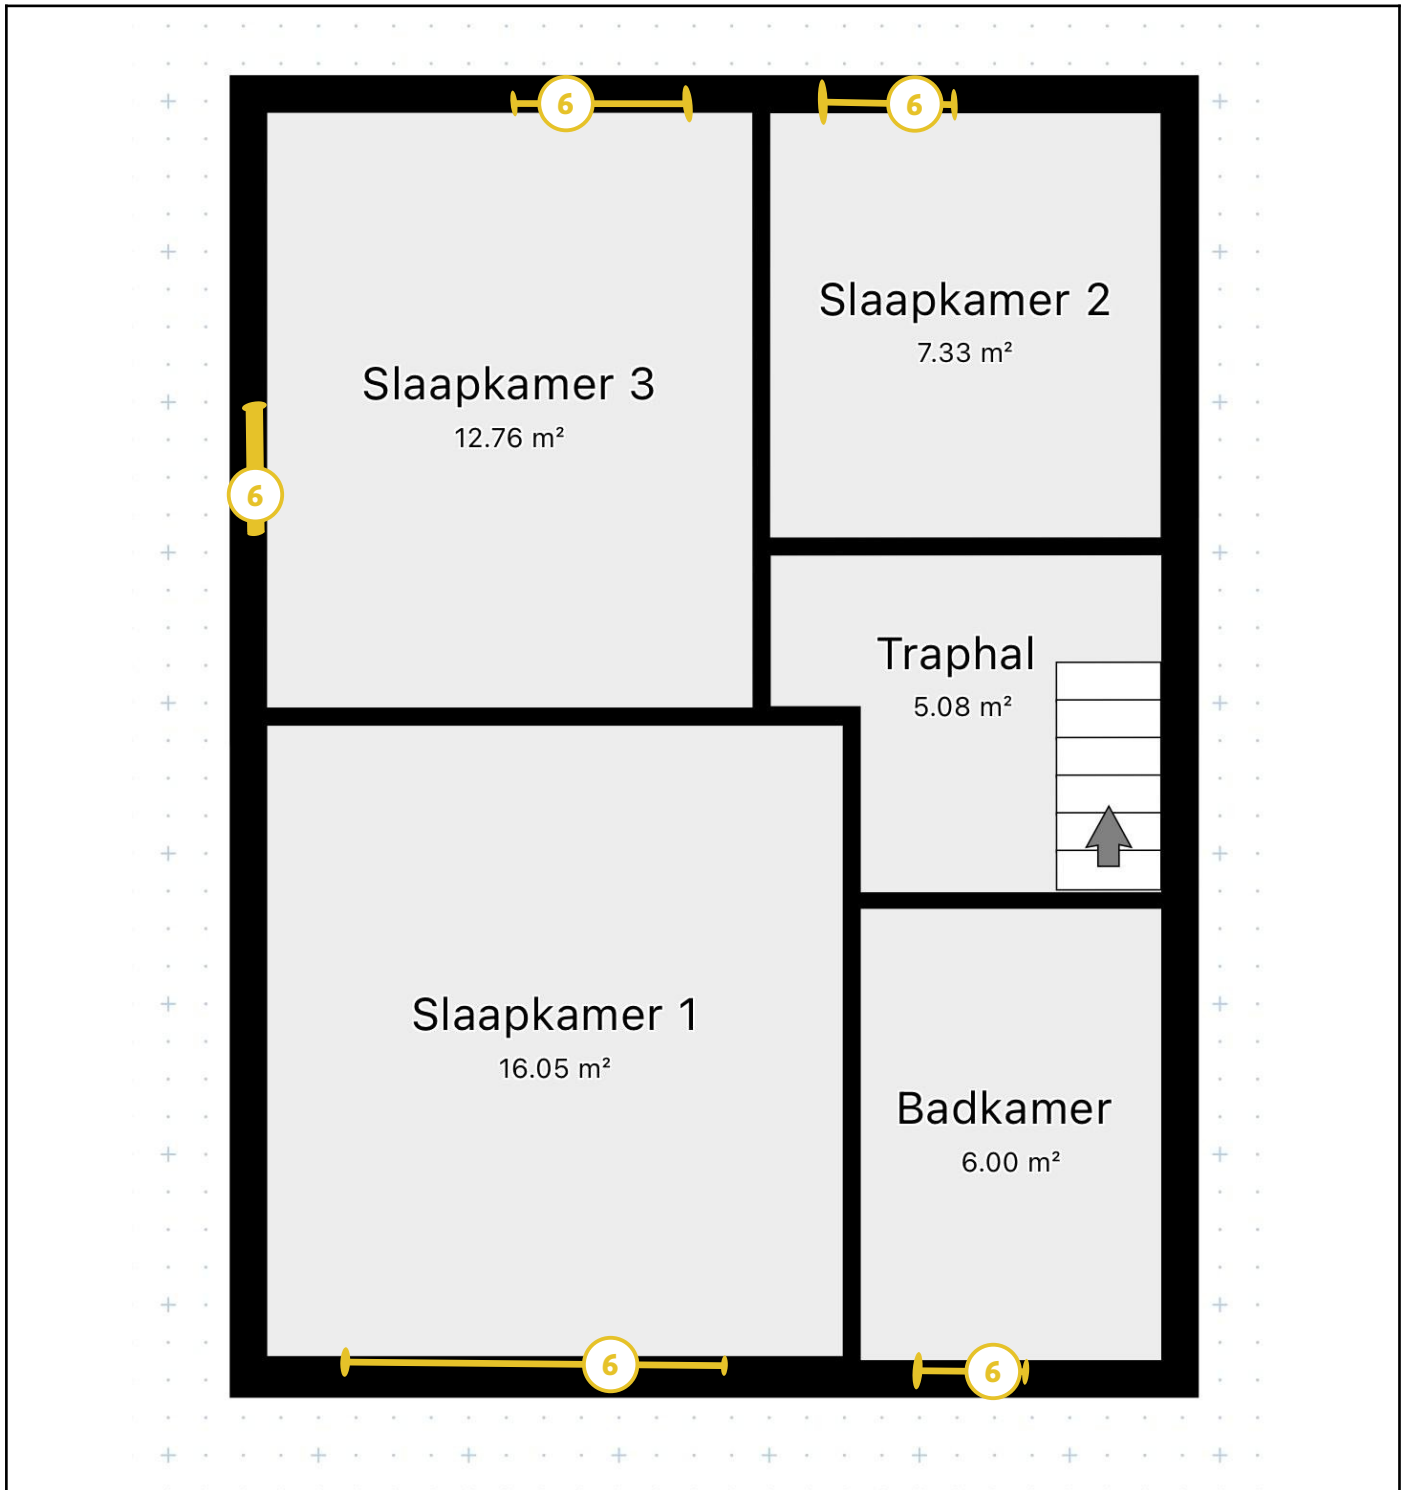 6
6
Slaapkamer 2
7.33 m²
Slaapkamer 3
12.76 m²
6
Traphal
5.08 m²
Slaapkamer 1
16.05 m²
Badkamer
6.00 m²
6
6